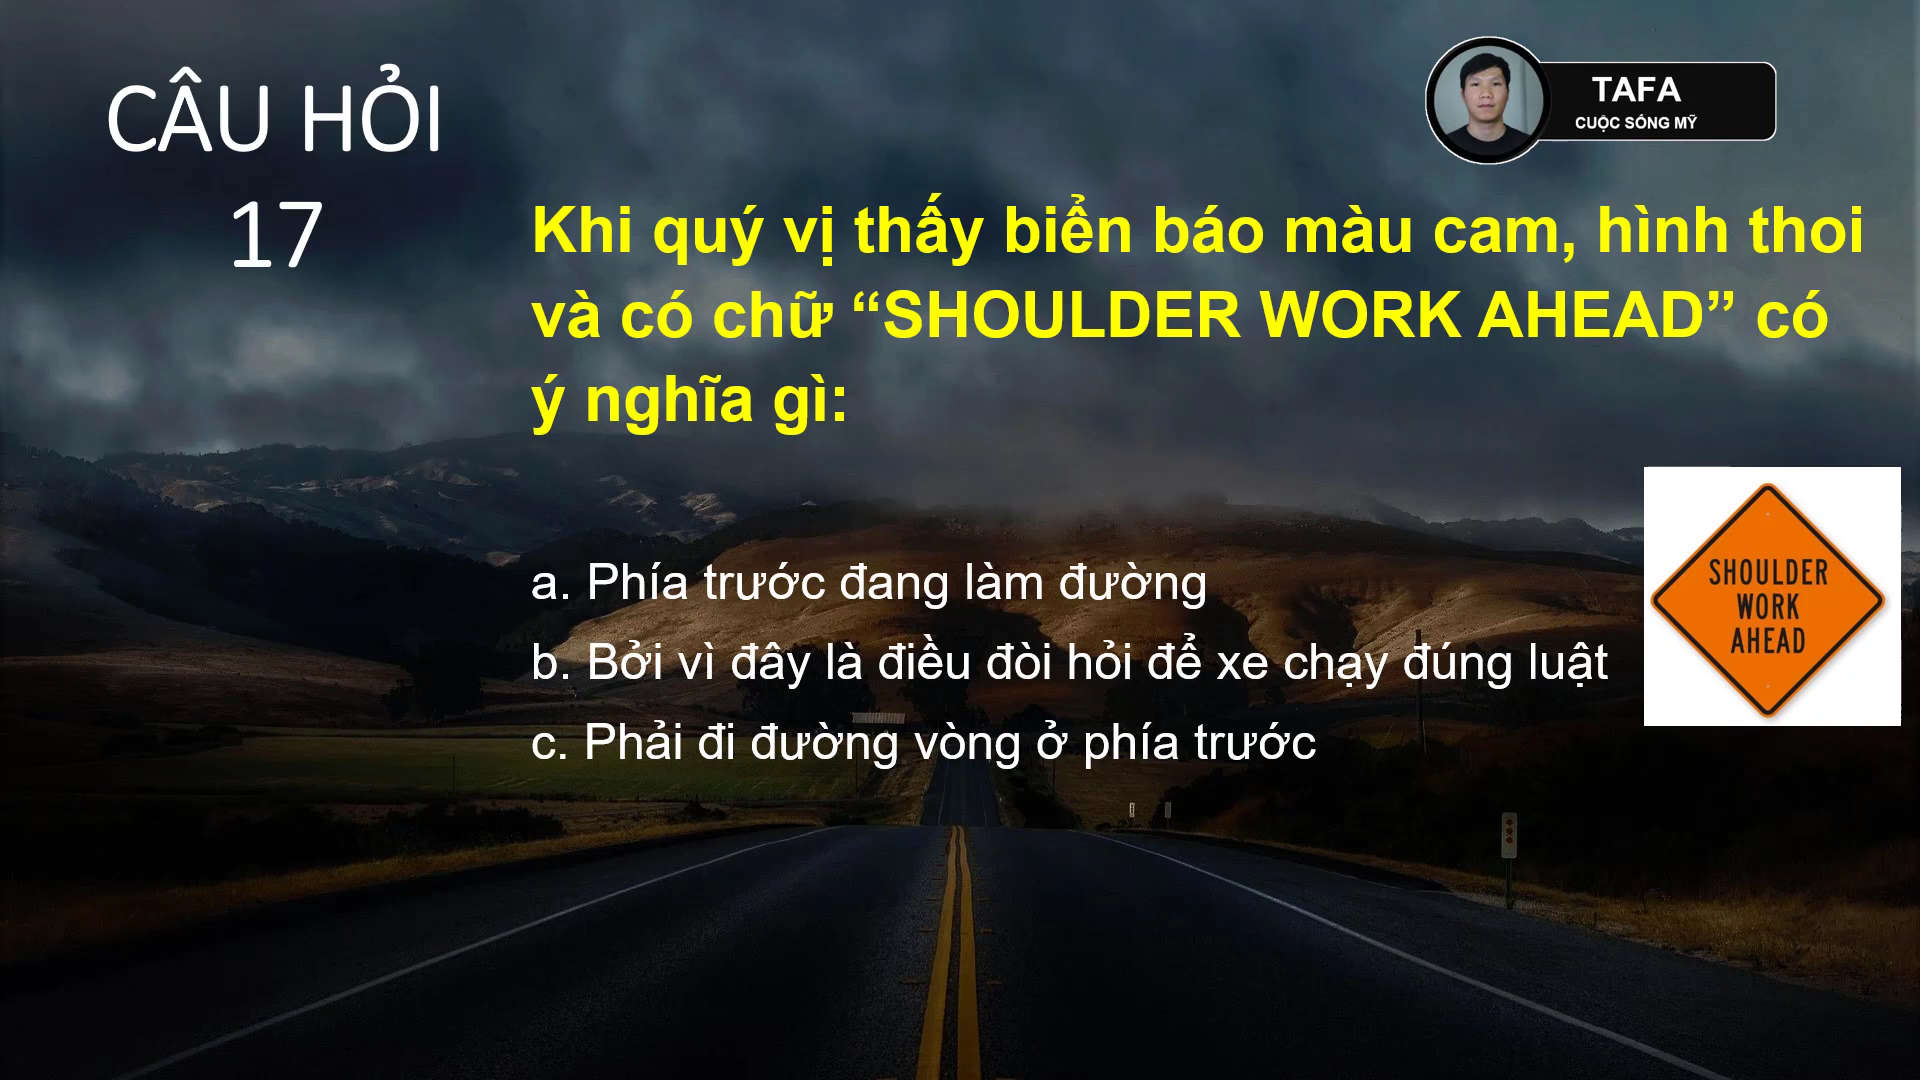 CÂU HỎI
17
TAFA
CUỘC SỐNG MỸ
Khi quý vị thấy biển báo màu cam, hình thoi
và có chữ “SHOULDER WORK AHEAD” có
ý nghĩa gì:
a. Phía trước đang làm đường
b. Bởi vì đây là điều đòi hỏi để xe chạy đúng luật
c. Phải đi đường vòng ở phía trước
SHOULDER
WORK
AHEAD